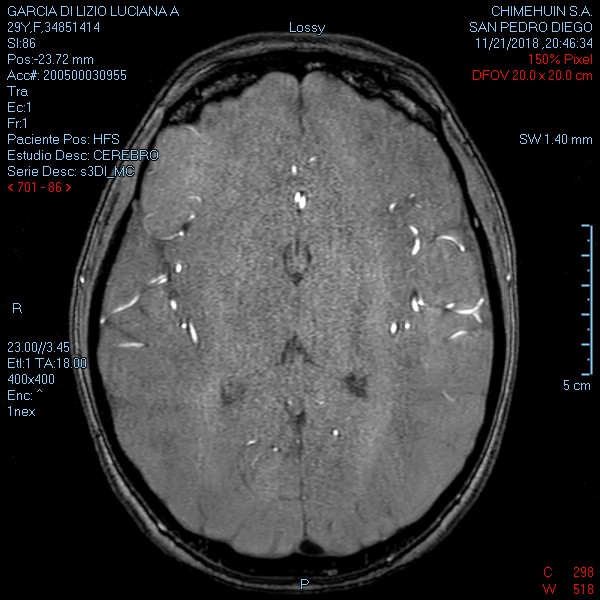 GARCIA DI LIZIO LUCIANA A
29Y,F,34851414
Sl:86
Pos:-23.72 mm
Acc#: 200500030955
Tra
Ec:1
Fr:1
Paciente Pos: HFS
Estudio Desc: CEREBRO
Serie Desc: s3DI_MC
< 701 - 86 >
Lossy
CHIMEHUIN S.A.
SAN PEDRO DIEGO
11/21/2018 ,20:46:34
150% Pixel
DFOV 20.0 x 20.0 cm
SW 1.40 mm
R
5 cm
23.00//3.45
Etl:1 TA:18.00
400x400
Enc: ^
1nex
P
C 298
W 518